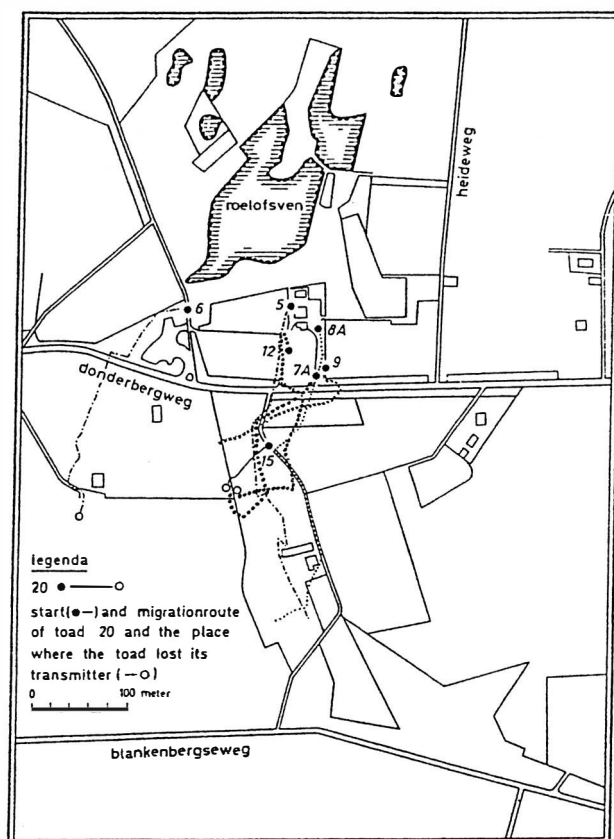 roelofsven
heideweg
6
5
8A
12
9
7A
donderbergweg
15
legenda
20
start(●–) and migrationroute
of toad 20 and the place
where the toad lost its
transmitter (–○)
0 100 meter
blankenbergseweg